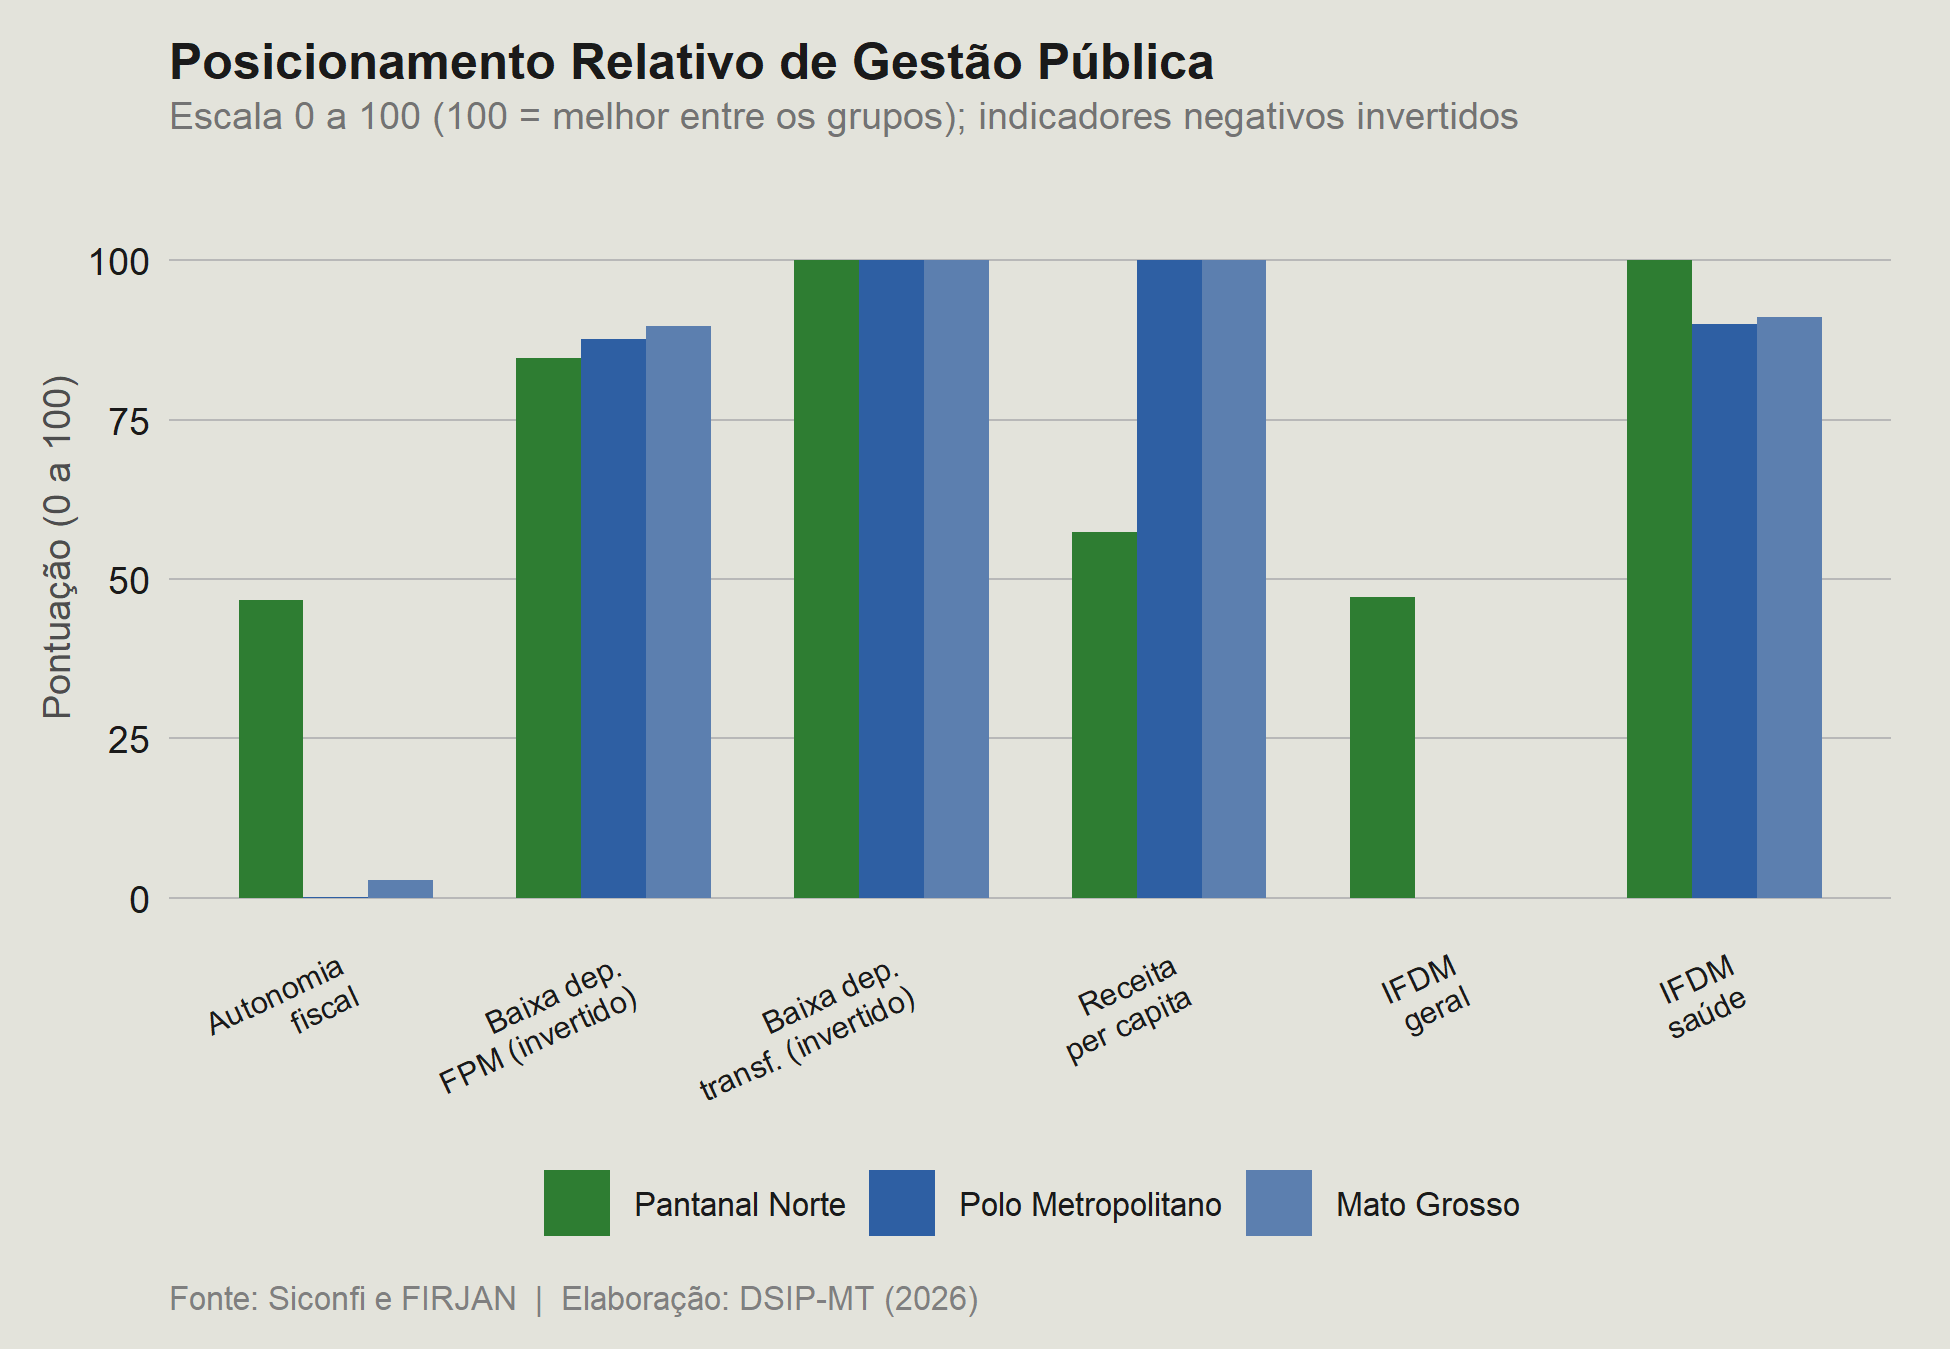 Posicionamento Relativo de Gestão Pública
Escala 0 a 100 (100 = melhor entre os grupos); indicadores negativos invertidos
Pontuação (0 a 100)
100
75
50
25
0
Autonomia
fiscal
Baixa dep.
FPM (invertido)
Baixa dep.
transf. (invertido)
Receita
per capita
IFDM
geral
IFDM
saúde
Pantanal Norte
Polo Metropolitano
Mato Grosso
Fonte: Siconfi e FIRJAN | Elaboração: DSIP-MT (2026)